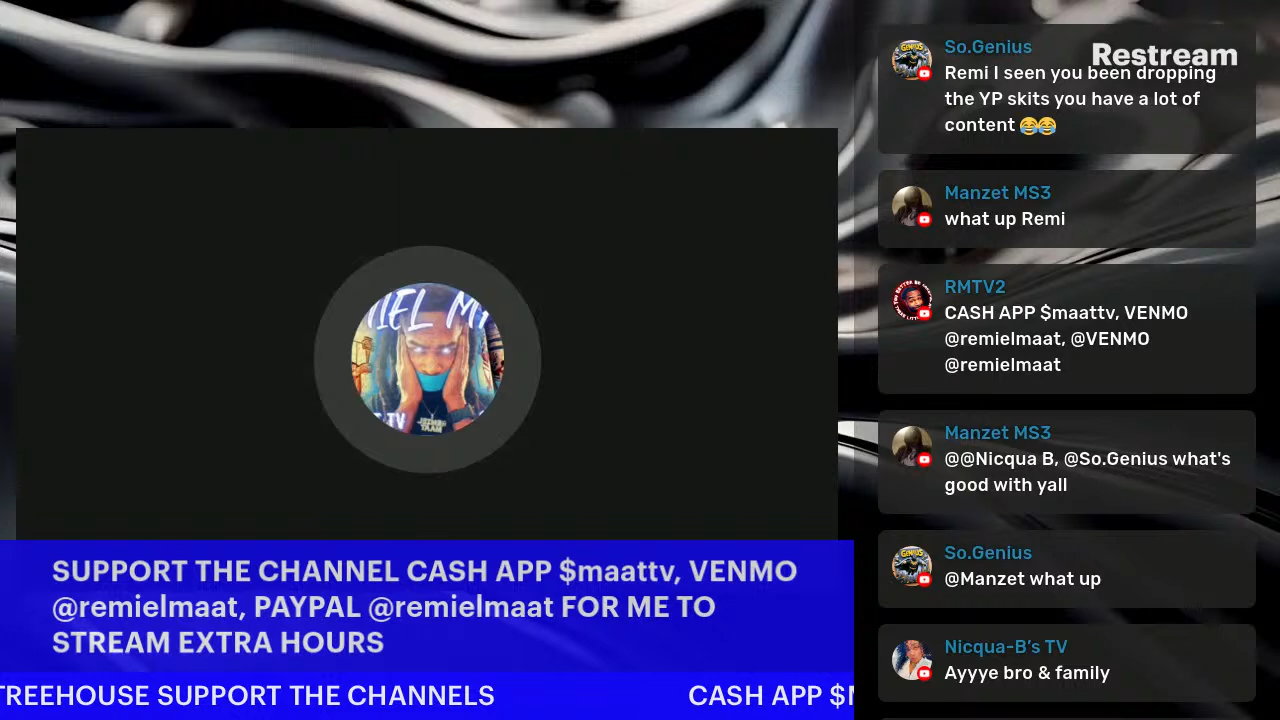 Restream
So.Genius
Remi I seen you been dropping
the YP skits you have a lot of
content 😂😂
Manzet MS3
what up Remi
RMTV2
CASH APP $maattv, VENMO
@remielmaat, @VENMO
@remielmaat
Manzet MS3
@@Nicqua B, @So.Genius what's
good with yall
So.Genius
@Manzet what up
Nicqua-B’s TV
Ayyye bro & family
SUPPORT THE CHANNEL CASH APP $maattv, VENMO
@remielmaat, PAYPAL @remielmaat FOR ME TO
STREAM EXTRA HOURS
TREEHOUSE SUPPORT THE CHANNELS CASH APP $